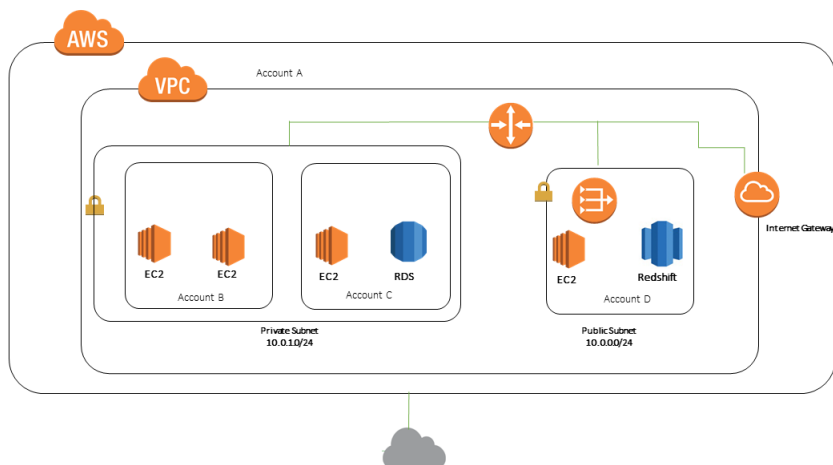 AWS
Account A
VPC
EC2
EC2
Account B
EC2
RDS
Account C
EC2
Redshift
Account D
Internet Gateway
Private Subnet
10.0.1.0/24
Public Subnet
10.0.0.0/24